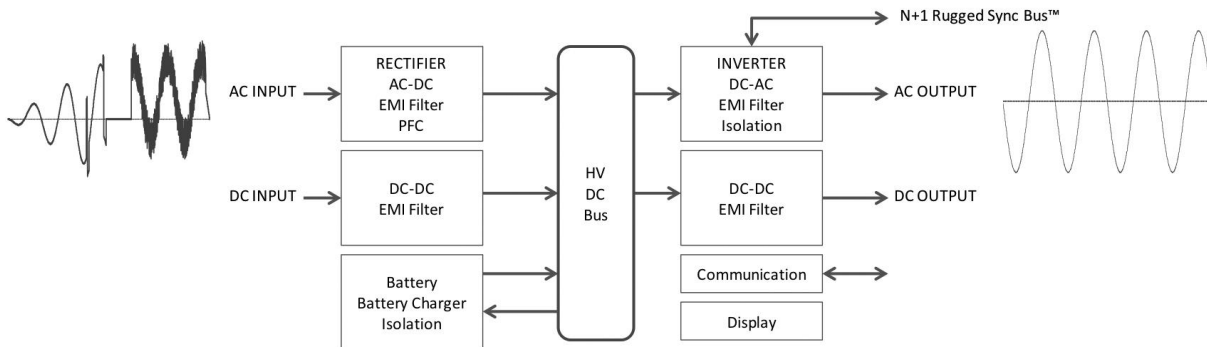 N+1 Rugged Sync Bus™
AC INPUT
RECTIFIER
AC-DC
EMI Filter
PFC
INVERTER
DC-AC
EMI Filter
Isolation
AC OUTPUT
HV
DC
Bus
DC INPUT
DC-DC
EMI Filter
DC-DC
EMI Filter
DC OUTPUT
Battery
Battery Charger
Isolation
Communication
Display